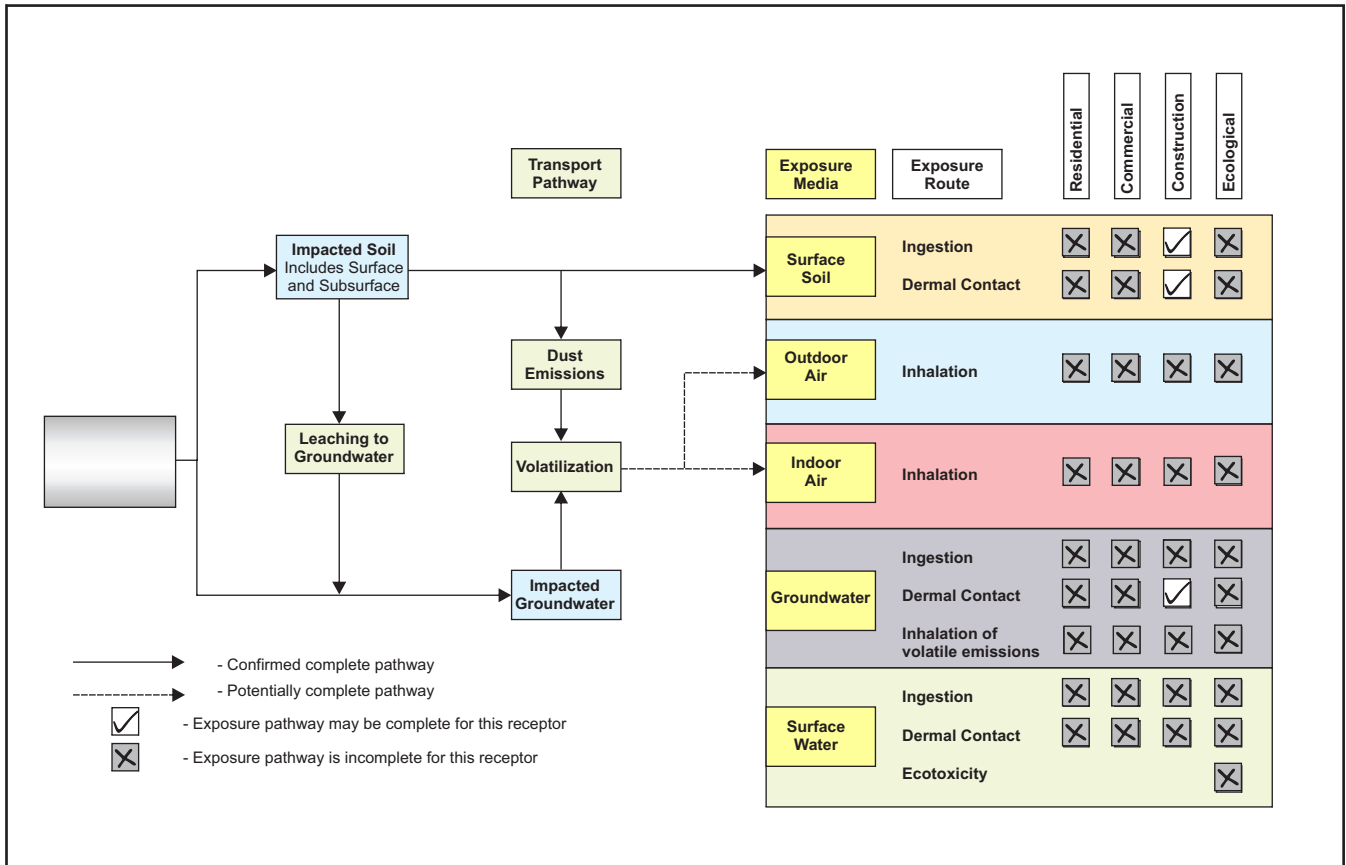 Residential
Commercial
Construction
Ecological
Transport
Pathway
Exposure
Media
Exposure
Route
Impacted Soil
Includes Surface
and Subsurface
Surface
Soil
Ingestion
Dermal Contact
Dust
Emissions
Outdoor
Air
Inhalation
Leaching to
Groundwater
Volatilization
Indoor
Air
Inhalation
Impacted
Groundwater
Groundwater
Ingestion
Dermal Contact
Inhalation of
volatile emissions
Surface
Water
Ingestion
Dermal Contact
Ecotoxicity
- Confirmed complete pathway
- Potentially complete pathway
- Exposure pathway may be complete for this receptor
- Exposure pathway is incomplete for this receptor